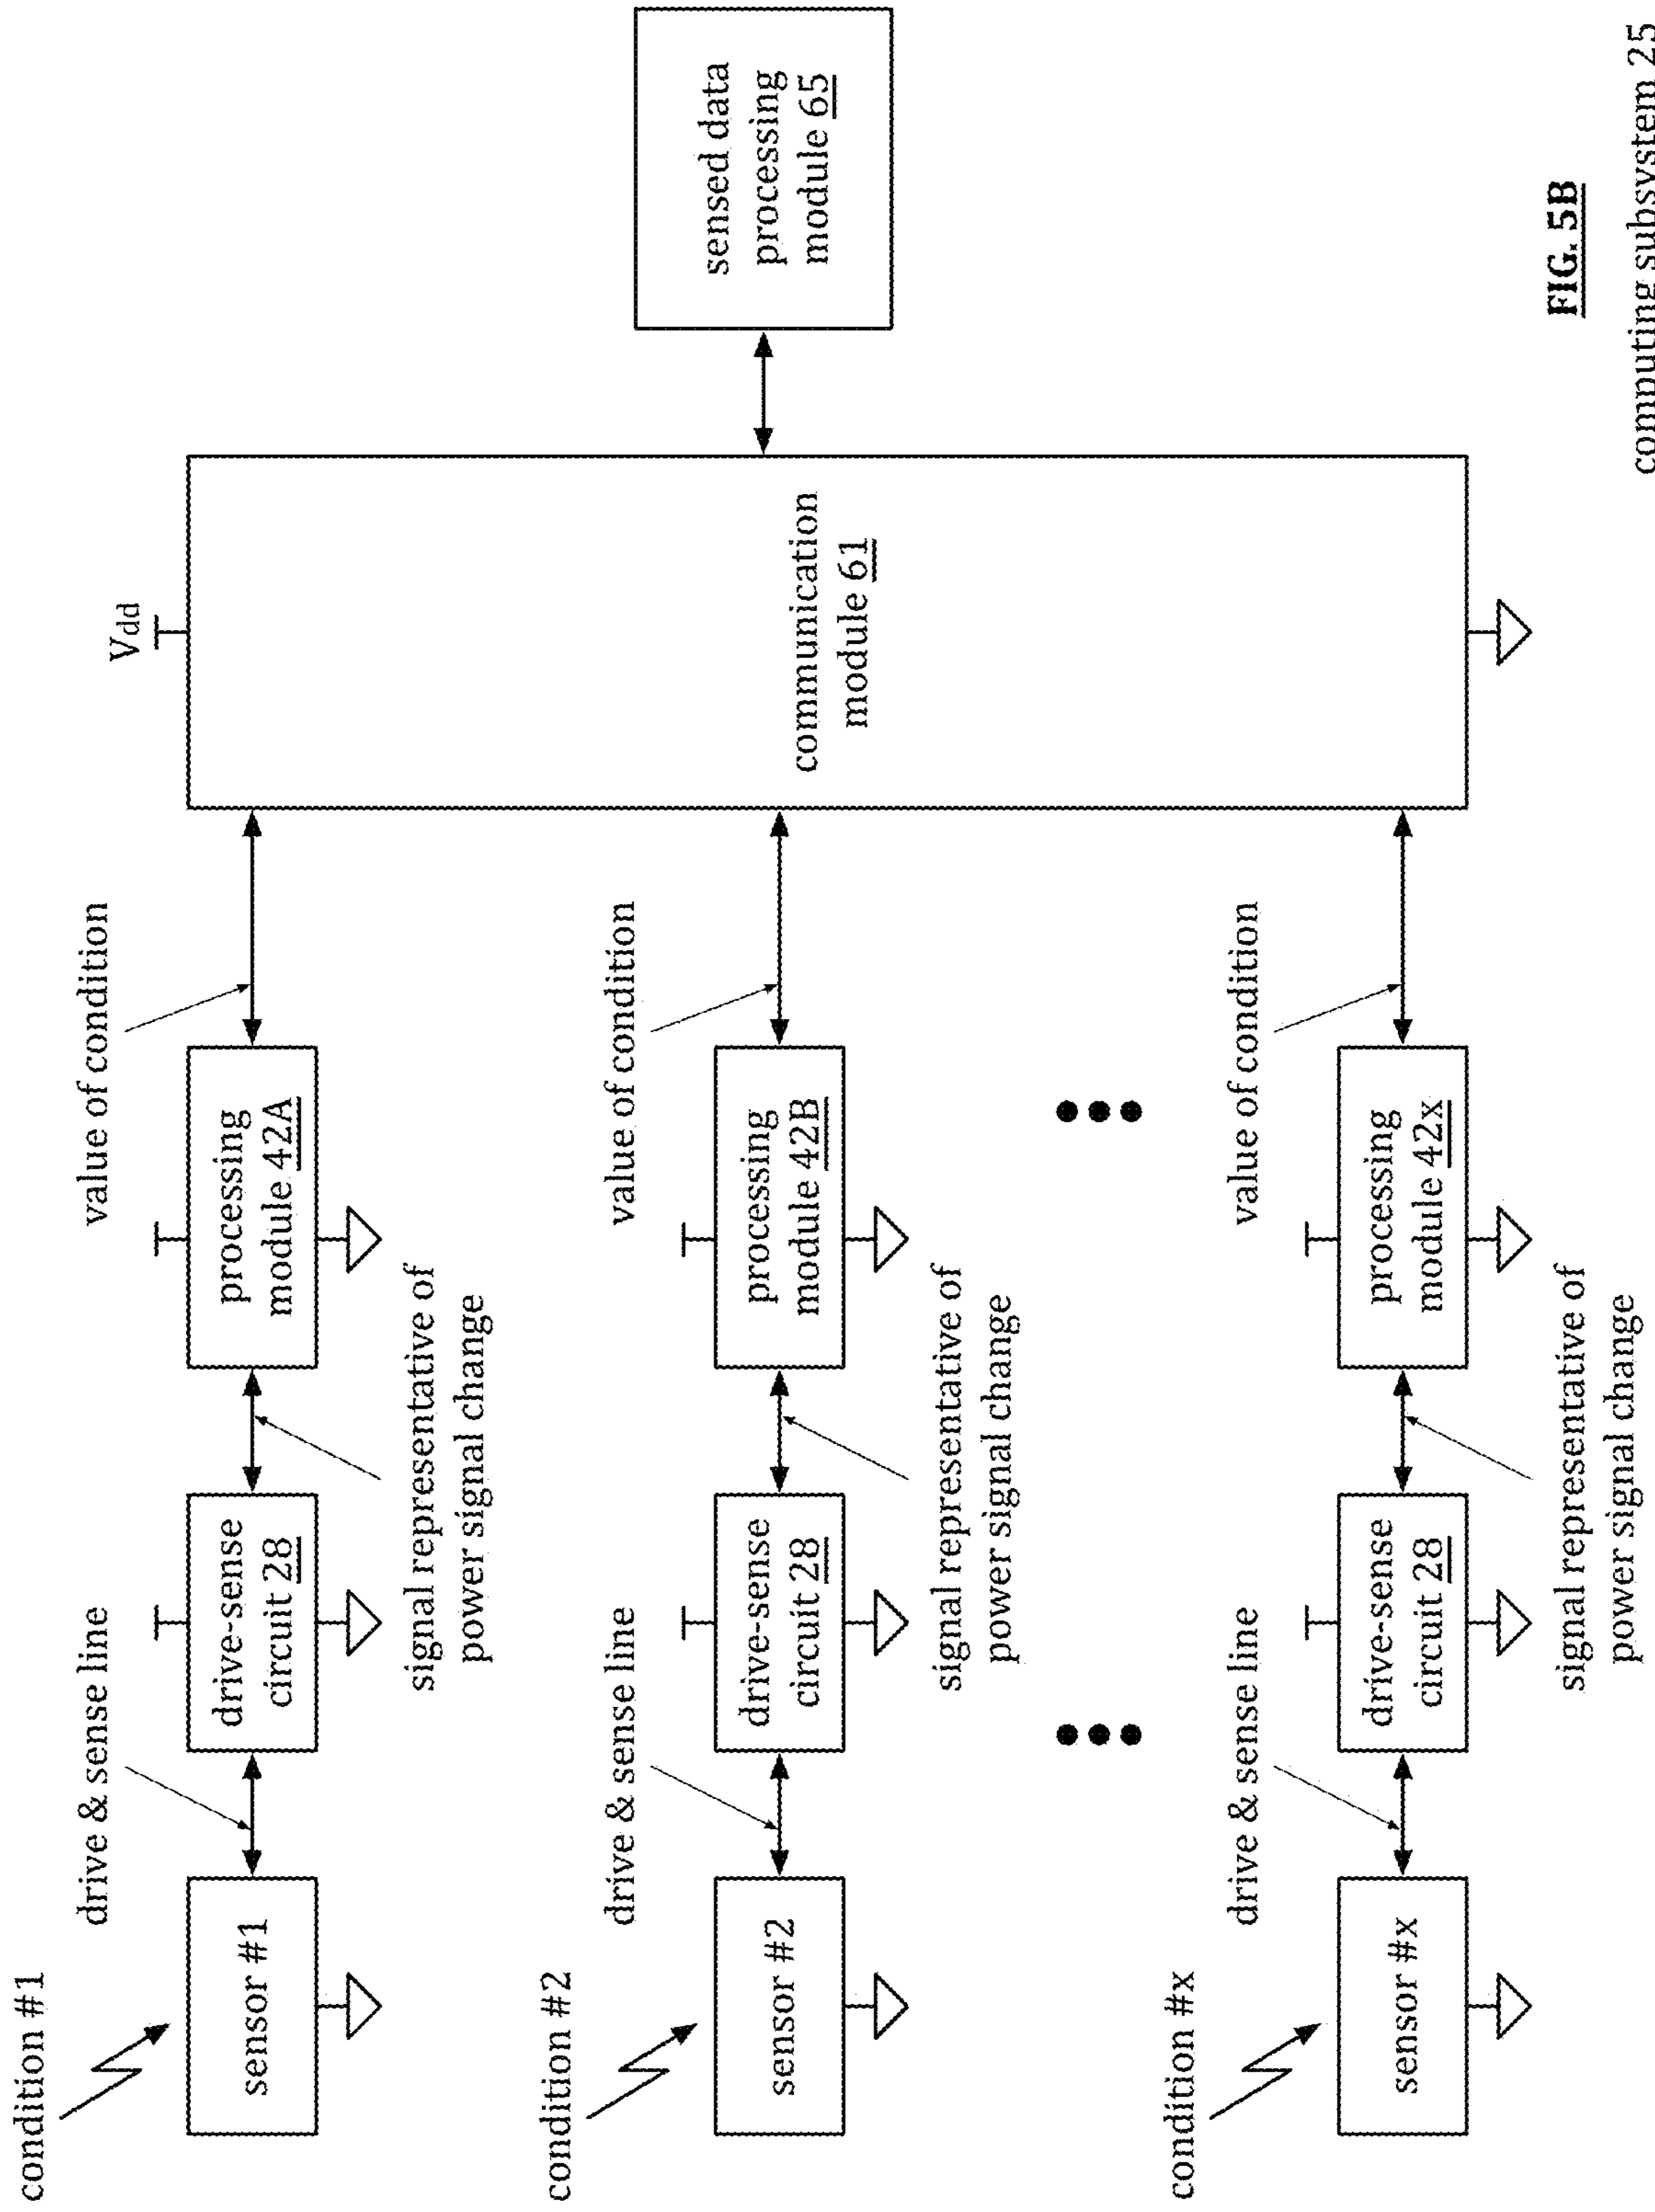 condition #1
drive & sense line
value of condition
Vdd
sensor #1
drive-sense
circuit 28
processing
module 42A
signal representative of
power signal change
condition #2
drive & sense line
value of condition
sensor #2
drive-sense
circuit 28
processing
module 42B
signal representative of
power signal change
communication
module 61
sensed data
processing
module 65
condition #x
drive & sense line
value of condition
sensor #x
drive-sense
circuit 28
processing
module 42x
signal representative of
power signal change
FIG. 5B
computing subsystem 25